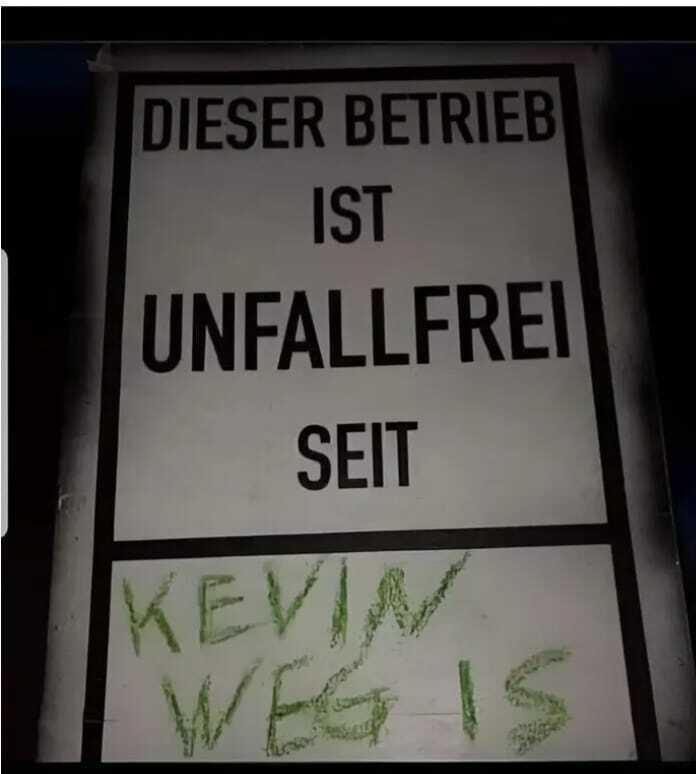 DIESER BETRIEB
IST
UNFALLFREI
SEIT
KEVIN
WEG IS